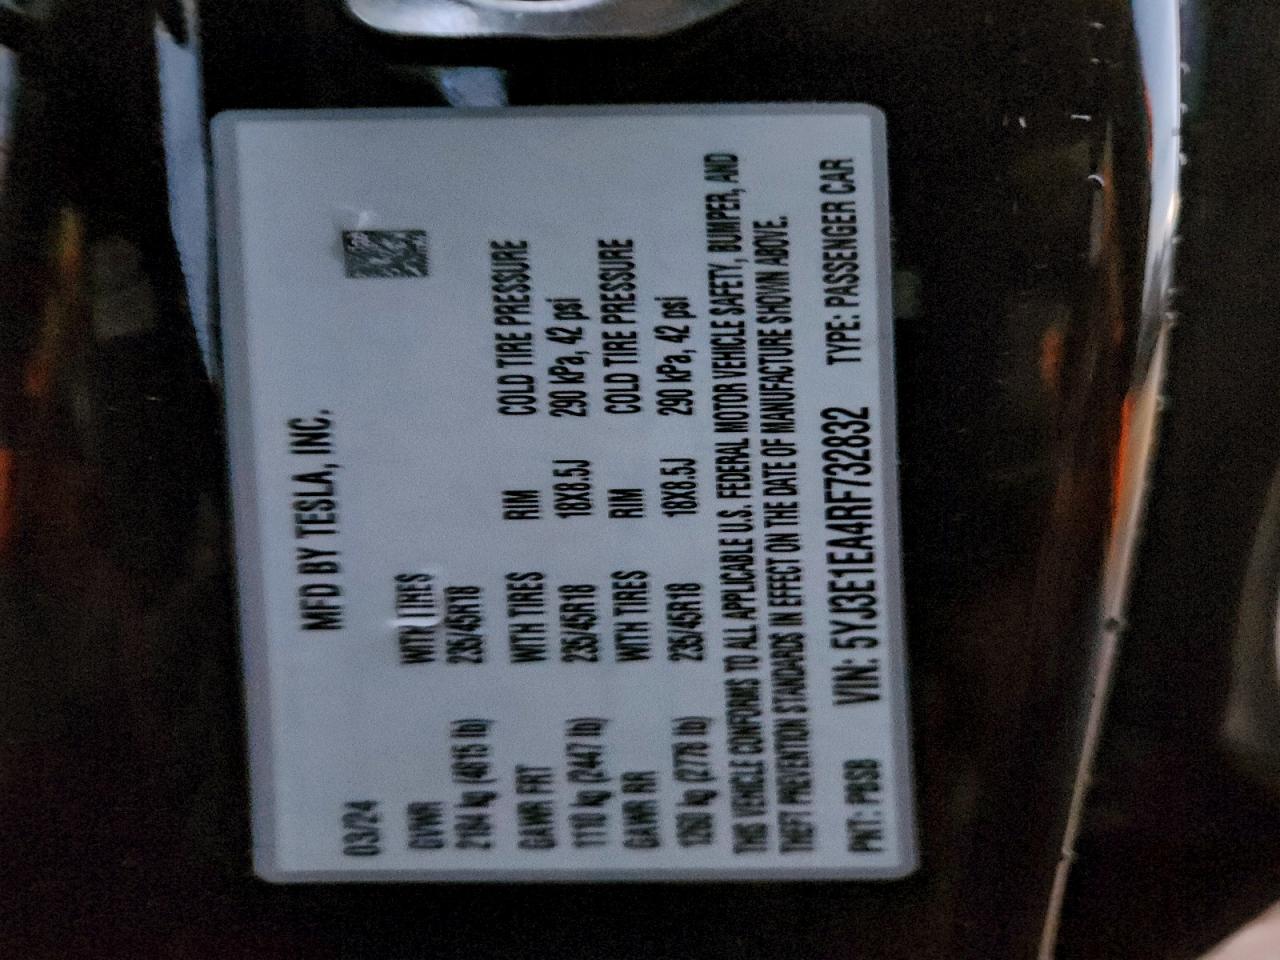 MFD BY TESLA, INC.
03/24
GVWR WITH TIRES
2184 kg (4815 lb) 235/45R18
GAWR FRT WITH TIRES RIM COLD TIRE PRESSURE
1110 kg (2447 lb) 235/45R18 18X8.5J 290 kPa, 42 psi
GAWR RR WITH TIRES RIM COLD TIRE PRESSURE
1260 kg (2778 lb) 235/45R18 18X8.5J 290 kPa, 42 psi
THIS VEHICLE CONFORMS TO ALL APPLICABLE U.S. FEDERAL MOTOR VEHICLE SAFETY, BUMPER, AND
THEFT PREVENTION STANDARDS IN EFFECT ON THE DATE OF MANUFACTURE SHOWN ABOVE.
PNT: PBSB VIN: 5YJ3E1EA4RF732832 TYPE: PASSENGER CAR